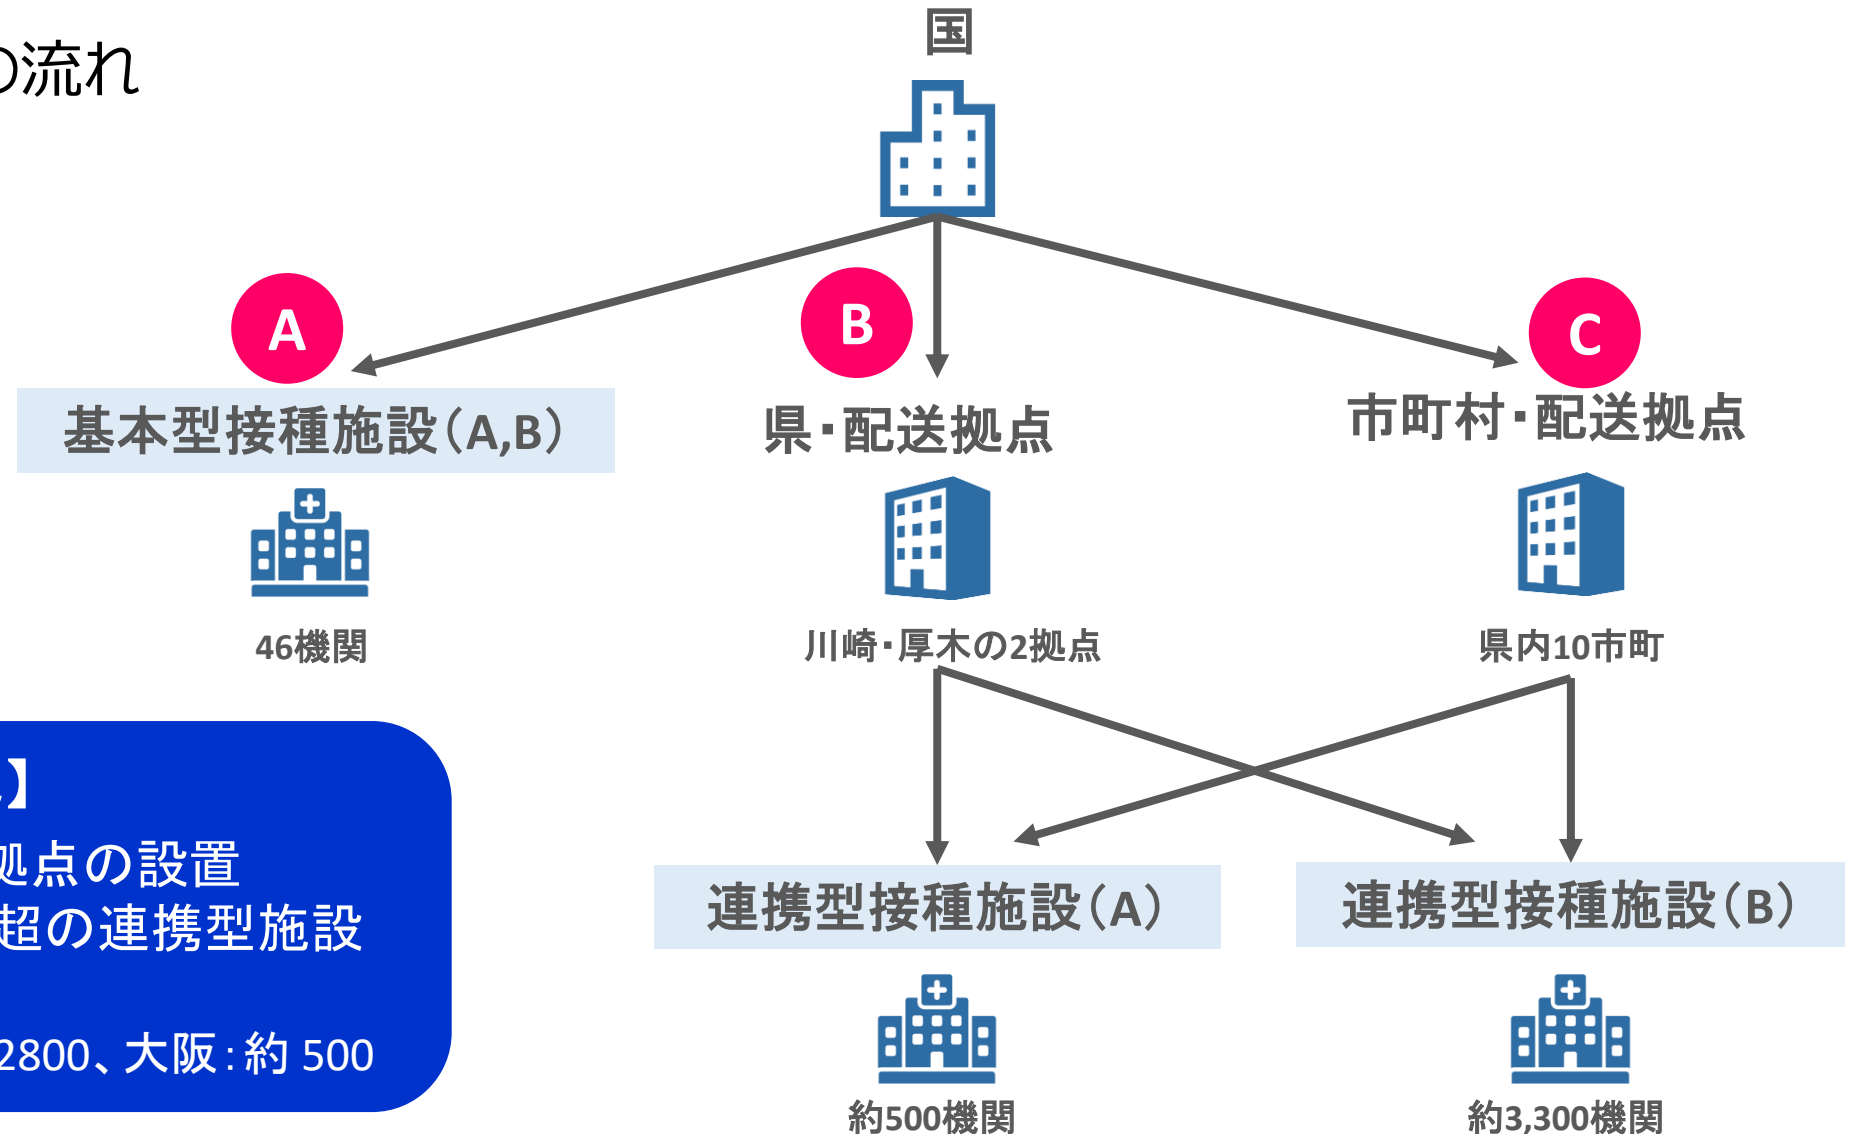 の流れ
国
A
B
C
基本型接種施設（A,B）
県・配送拠点
市町村・配送拠点
46機関
川崎・厚木の2拠点
県内10市町
】
拠点の設置
超の連携型施設
2800、大阪：約 500
連携型接種施設（A）
連携型接種施設（B）
約500機関
約3,300機関